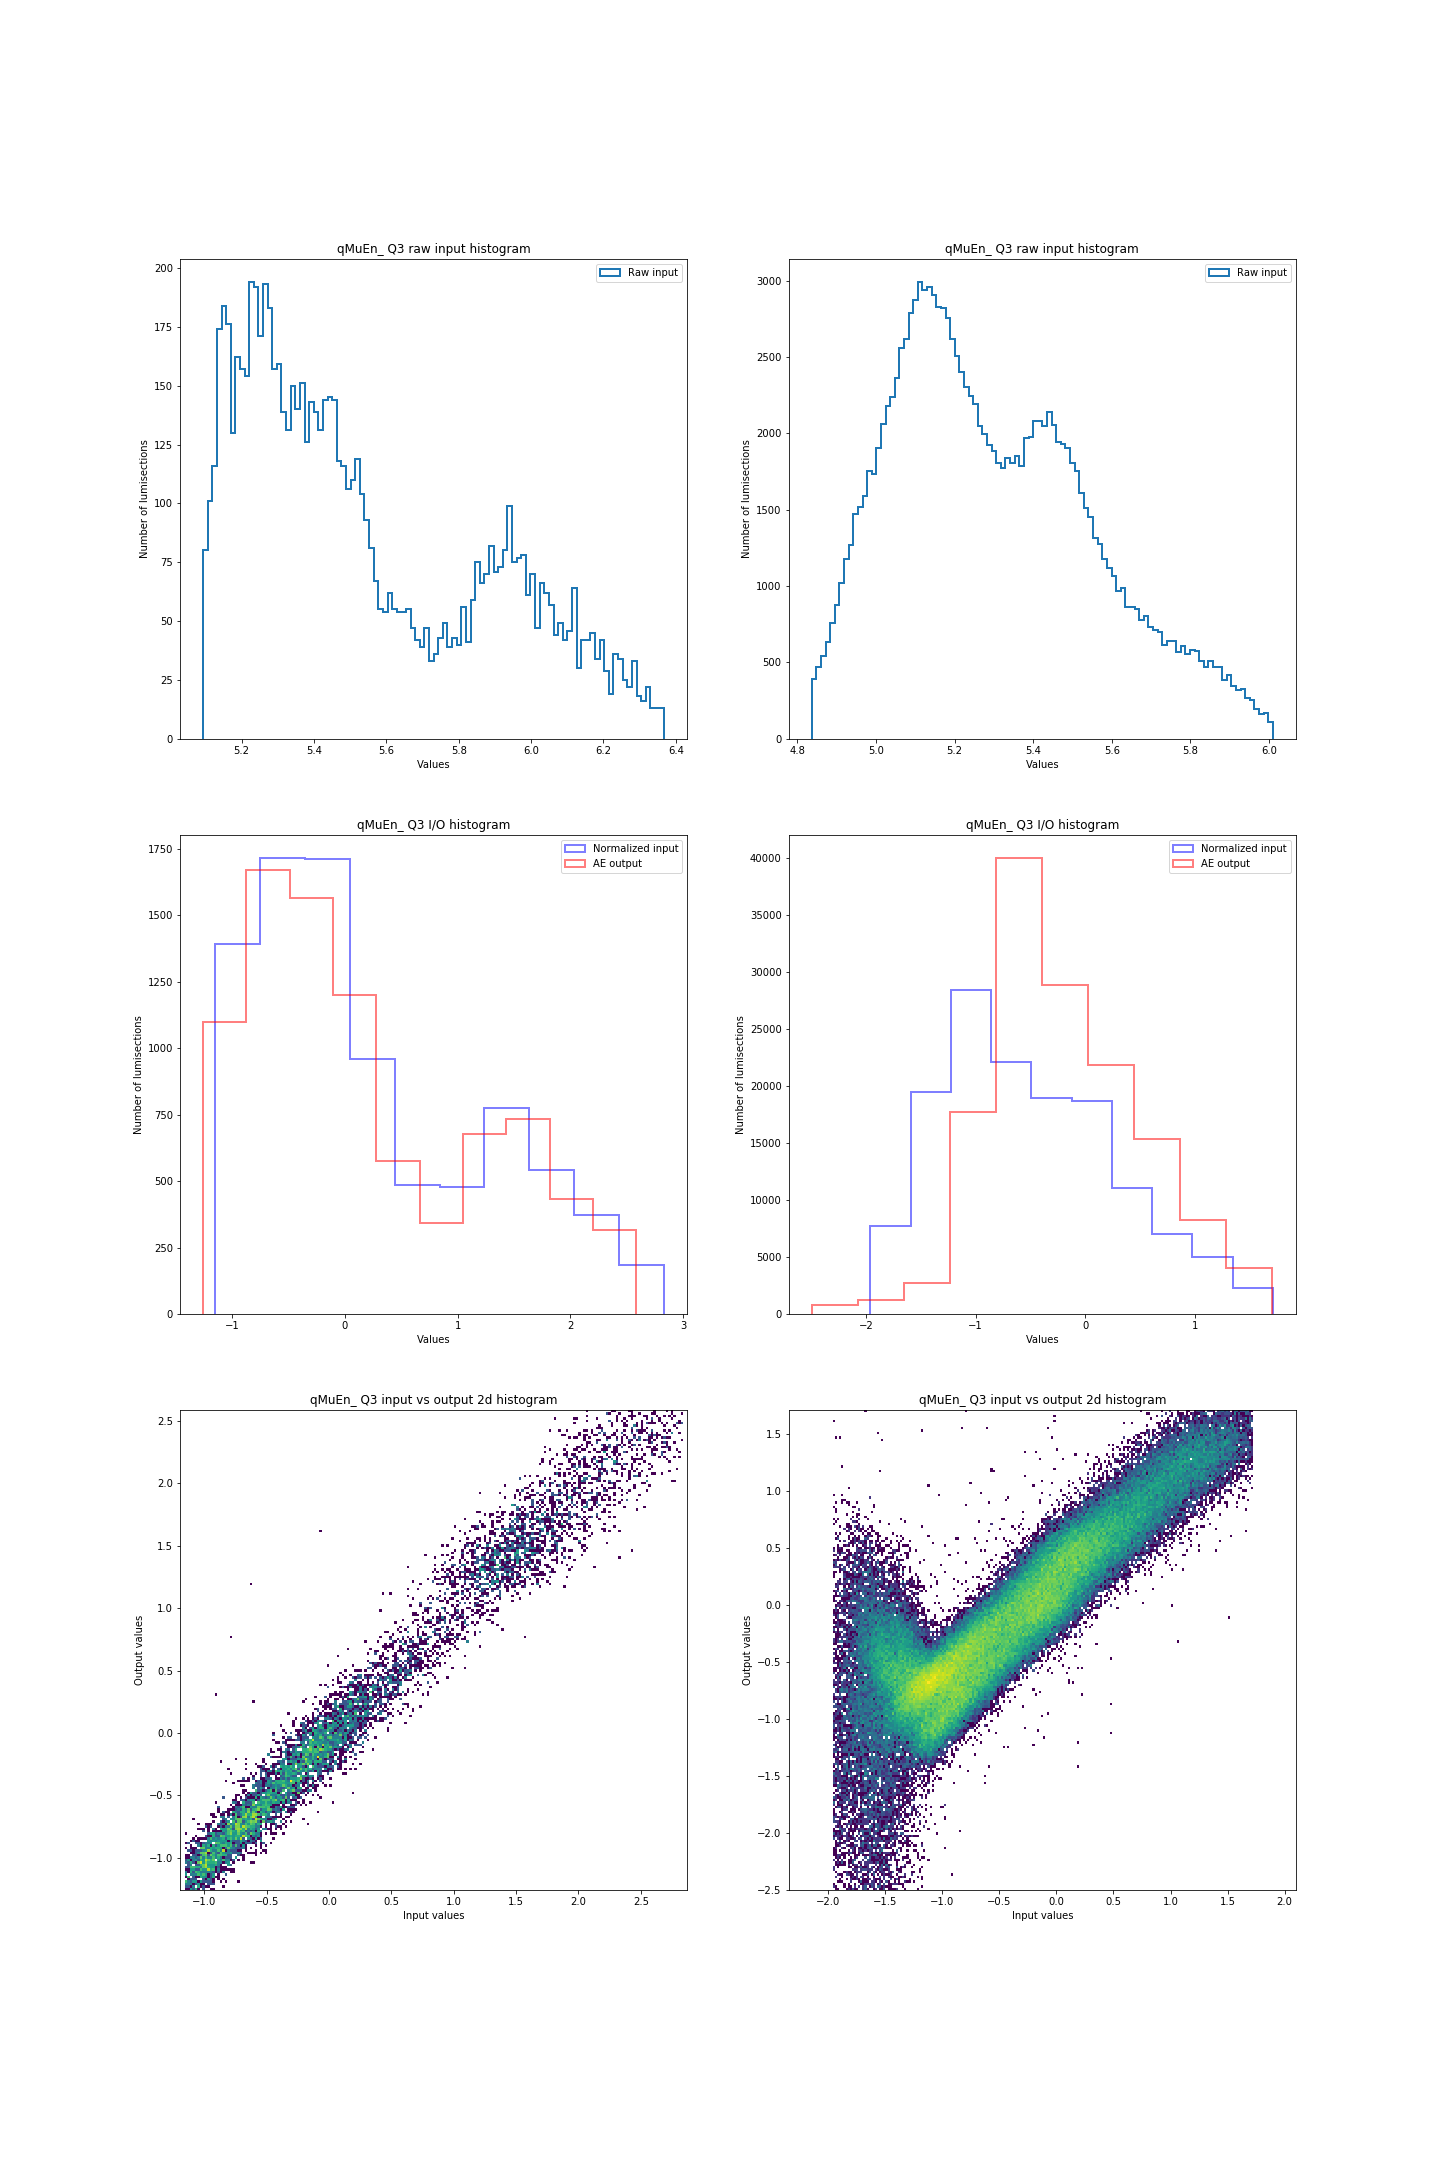 qMuEn_ Q3 raw input histogram
Raw input
200
175
150
125
100
75
50
25
0
Number of lumisections
5.2 5.4 5.6 5.8 6.0 6.2 6.4
Values
qMuEn_ Q3 raw input histogram
Raw input
3000
2500
2000
1500
1000
500
0
Number of lumisections
4.8 5.0 5.2 5.4 5.6 5.8 6.0
Values
qMuEn_ Q3 I/O histogram
Normalized input
AE output
1750
1500
1250
1000
750
500
250
0
Number of lumisections
−1 0 1 2 3
Values
qMuEn_ Q3 I/O histogram
Normalized input
AE output
40000
35000
30000
25000
20000
15000
10000
5000
0
Number of lumisections
−2 −1 0 1
Values
qMuEn_ Q3 input vs output 2d histogram
2.5
2.0
1.5
1.0
0.5
0.0
−0.5
−1.0
Output values
−1.0 −0.5 0.0 0.5 1.0 1.5 2.0 2.5
Input values
qMuEn_ Q3 input vs output 2d histogram
1.5
1.0
0.5
0.0
−0.5
−1.0
−1.5
−2.0
−2.5
Output values
−2.0 −1.5 −1.0 −0.5 0.0 0.5 1.0 1.5 2.0
Input values